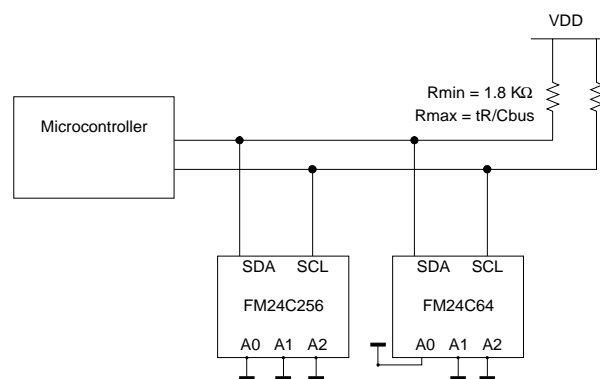 VDD
Rmin = 1.8 KΩ
Rmax = tR/Cbus
Microcontroller
SDA SCL SDA SCL
FM24C256 FM24C64
A0 A1 A2 A0 A1 A2